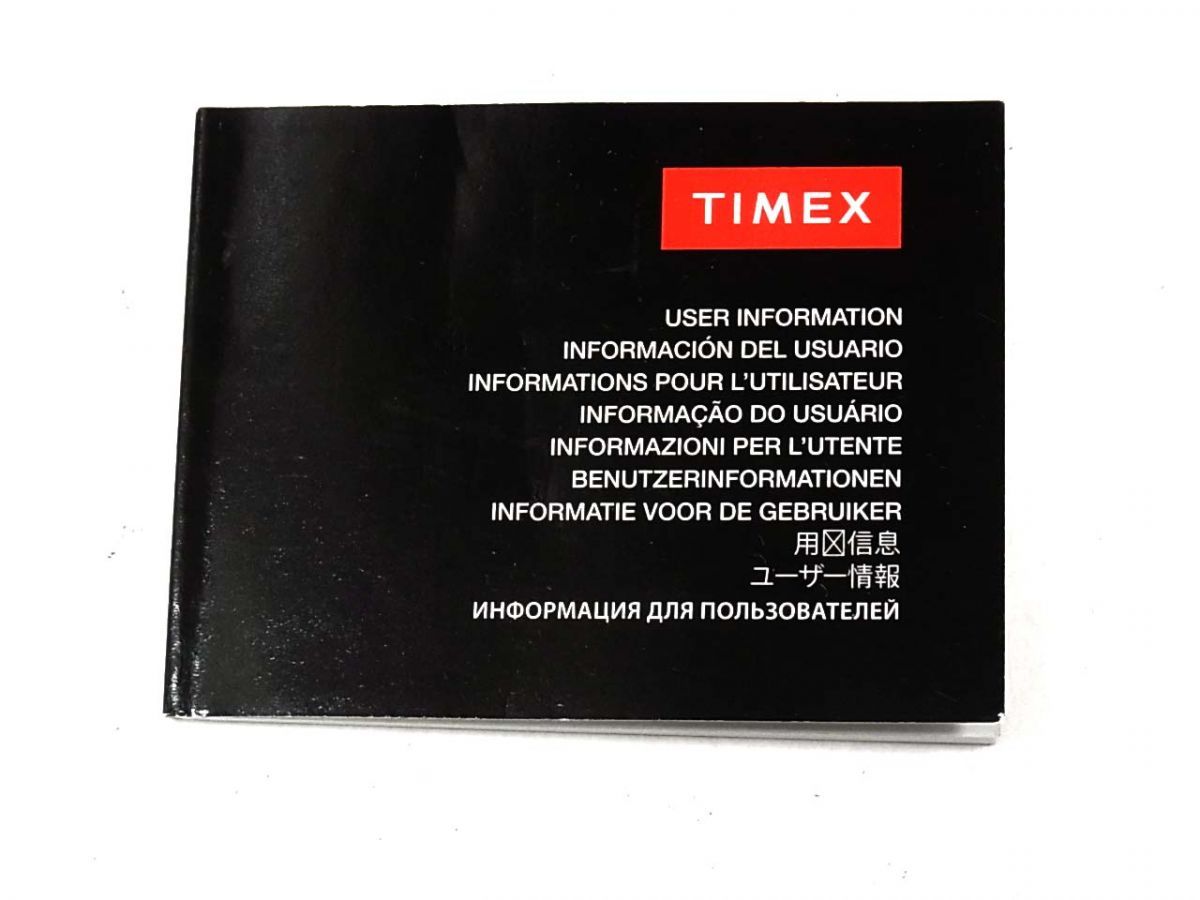 TIMEX
USER INFORMATION
INFORMACIÓN DEL USUARIO
INFORMATIONS POUR L'UTILISATEUR
INFORMAÇÃO DO USUÁRIO
INFORMAZIONI PER L'UTENTE
BENUTZERINFORMATIONEN
INFORMATIE VOOR DE GEBRUIKER
用☒信息
ユーザー情報
ИНФОРМАЦИЯ ДЛЯ ПОЛЬЗОВАТЕЛЕЙ